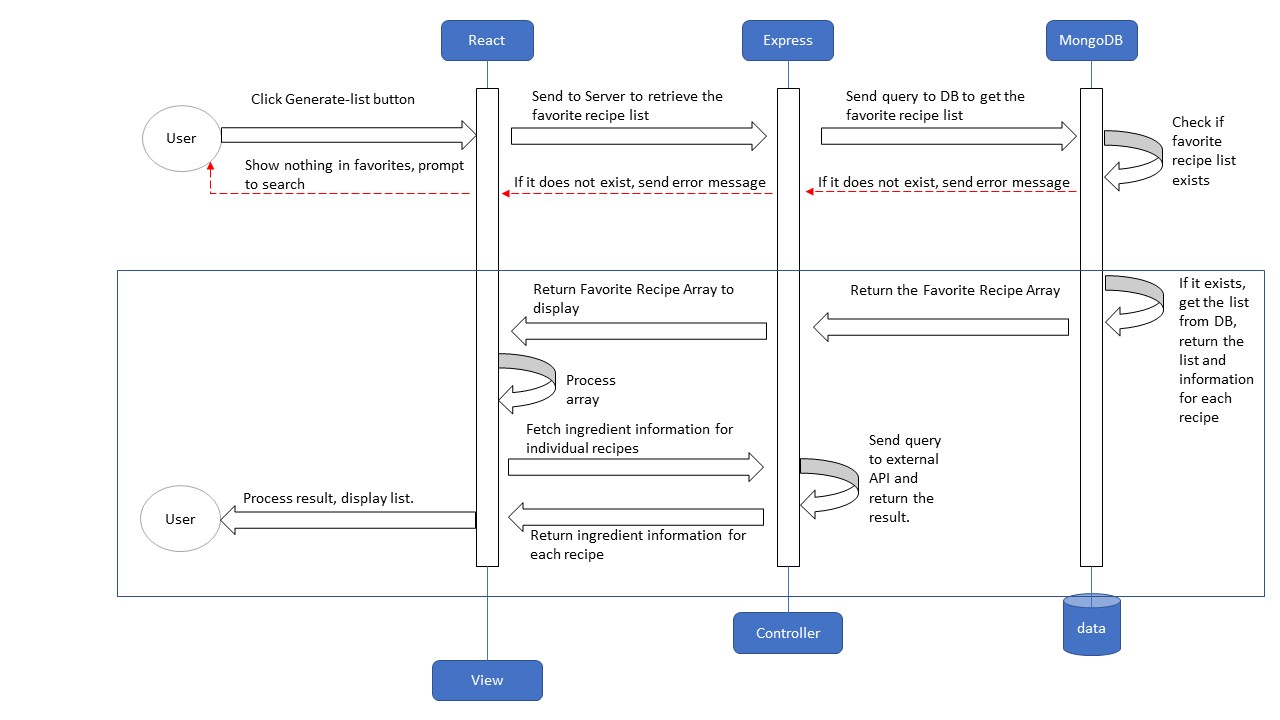 React
Express
MongoDB
Click Generate-list button
Send to Server to retrieve the
favorite recipe list
Send query to DB to get the
favorite recipe list
User
Check if
favorite
recipe list
exists
Show nothing in favorites, prompt
to search
If it does not exist, send error message
If it does not exist, send error message
Return Favorite Recipe Array to
display
Return the Favorite Recipe Array
If it exists,
get the list
from DB,
return the
list and
information
for each
recipe
Process
array
Fetch ingredient information for
individual recipes
Send query
to external
API and
return the
result.
User
Process result, display list.
Return ingredient information for
each recipe
Controller
data
View